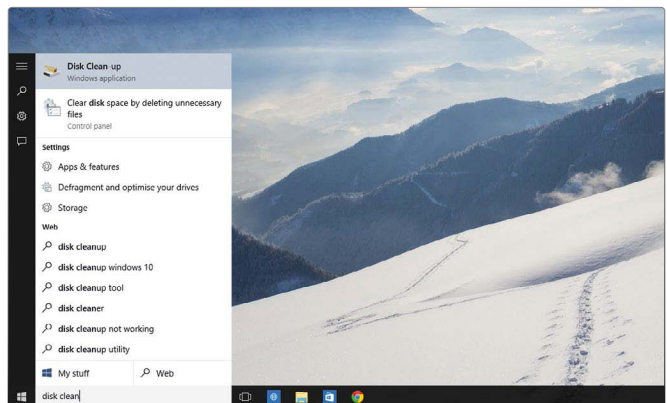 Disk Clean-up
Windows application
Clear disk space by deleting unnecessary
files
Control panel
Settings
Apps & features
Defragment and optimise your drives
Storage
Web
disk cleanup
disk cleanup windows 10
disk cleanup tool
disk cleaner
disk cleanup not working
disk cleanup utility
My stuff
Web
disk clean